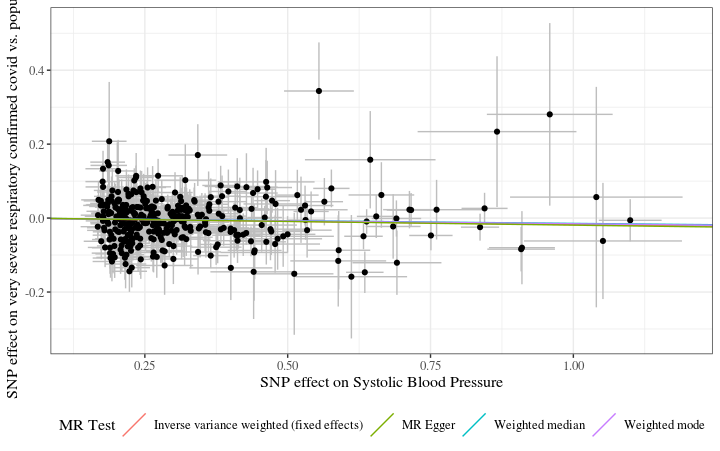 SNP effect on very severe respiratory confirmed covid vs.
0.4
0.2
0.0
-0.2
0.25
0.50
0.75
1.00
SNP effect on Systolic Blood Pressure
MR Test
Inverse variance weighted (fixed effects)
MR Egger
Weighted median
Weighted mode